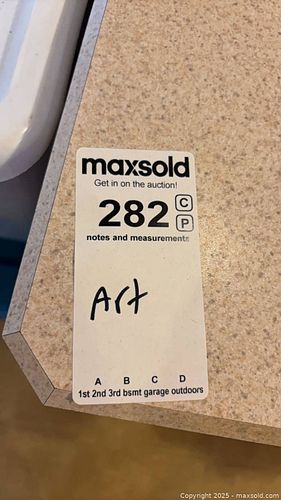 maxsold
Get in on the auction!
282 C
P
notes and measurements
Art
A B C D
1st 2nd 3rd bsmt garage outdoors
Copyright 2025 - maxsold.com